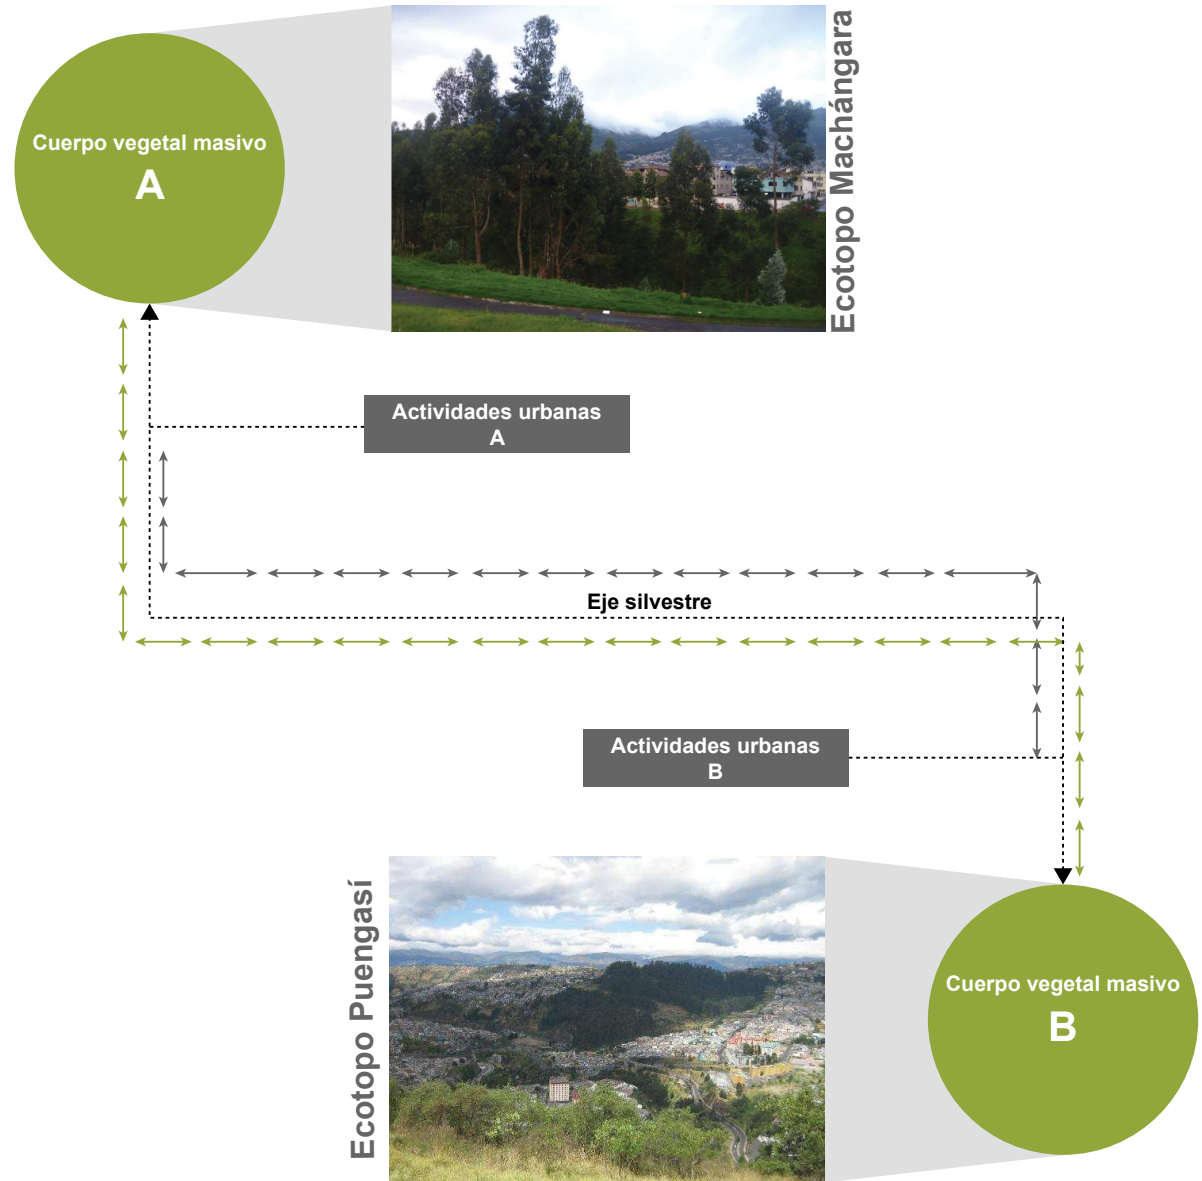 Cuerpo vegetal masivo
A
Ecotopo Machángara
Actividades urbanas
A
Eje silvestre
Actividades urbanas
B
Ecotopo Puengasí
Cuerpo vegetal masivo
B